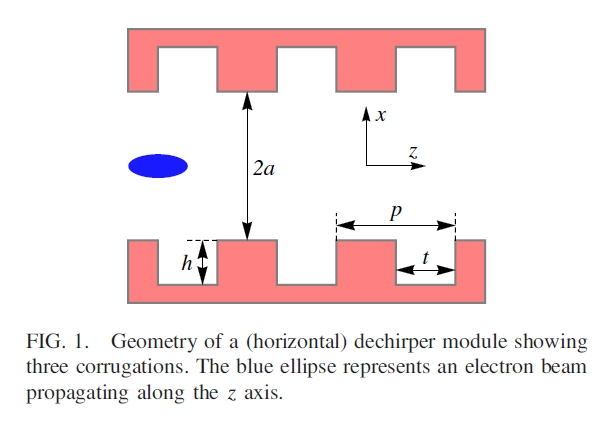 x
z
2a
p
h
t
FIG. 1. Geometry of a (horizontal) dechirper module showing
three corrugations. The blue ellipse represents an electron beam
propagating along the z axis.